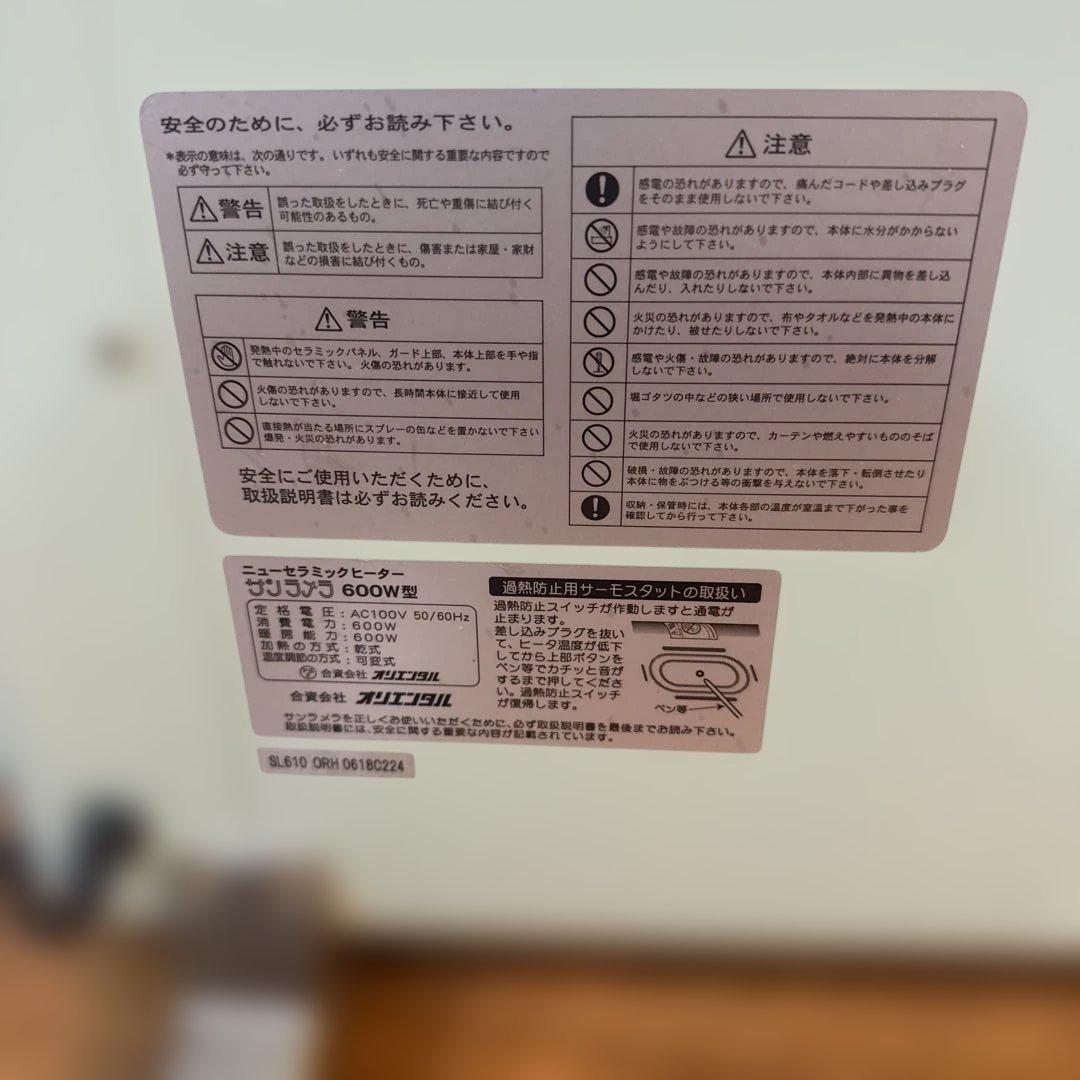 安全のために、必ずお読み下さい。
*表示の意味は、次の通りです。いずれも安全に関する重要な内容ですので
必ず守って下さい。
警告
誤った取扱をしたときに、死亡や重傷に結び付く
可能性のあるもの。
注意
誤った取扱をしたときに、傷害または家屋・家財
などの損害に結び付くもの。
警告
発熱中のセラミックパネル、ガード上部、本体上部を手や指
で触れないで下さい。火傷の恐れがあります。
火傷の恐れがありますので、長時間本体に接近して使用
しないで下さい。
直接熱が当たる場所にスプレーの缶などを置かないで下さい
爆発・火災の恐れがあります。
安全にご使用いただくために、
取扱説明書は必ずお読みください。
注意
感電の恐れがありますので、痛んだコードや差し込みプラグ
をそのまま使用しないで下さい。
感電や故障の恐れがありますので、本体に水分がかからない
ようにして下さい。
感電や故障の恐れがありますので、本体内部に異物を差し込
んだり、入れたりしないで下さい。
火災の恐れがありますので、布やタオルなどを発熱中の本体に
かけたり、被せたりしないで下さい。
感電や火傷・故障の恐れがありますので、絶対に本体を分解
しないで下さい。
堀ゴタツの中などの狭い場所で使用しないで下さい。
火災の恐れがありますので、カーテンや燃えやすいもののそば
で使用しないで下さい。
破損・故障の恐れがありますので、本体を落下・転倒させたり
本体に物をぶつける等の衝撃を与えないで下さい。
収納・保管時には、本体各部の温度が室温まで下がった事を
確認してから行って下さい。
ニューセラミックヒーター
サンラメラ 600W型
定格電圧：AC100V 50/60Hz
消費電力：600W
暖房能力：600W
加熱の方式：乾式
温度調節の方式：可変式
合資会社 オリエンタル
合資会社 オリエンタル
過熱防止用サーモスタットの取扱い
過熱防止スイッチが作動しますと通電が
止まります。
差し込みプラグを抜い
て、ヒータ温度が低下
してから上部ボタンを
ペン等でカチッと音が
するまで押してくださ
い。過熱防止スイッチ
が復帰します。
ペン等
サンラメラを正しくお使いいただくために、必ず取扱説明書を最後までお読み下さい。
取扱説明書には、安全に関する重要な内容が記載されています。
SL610 ORH 0618C224